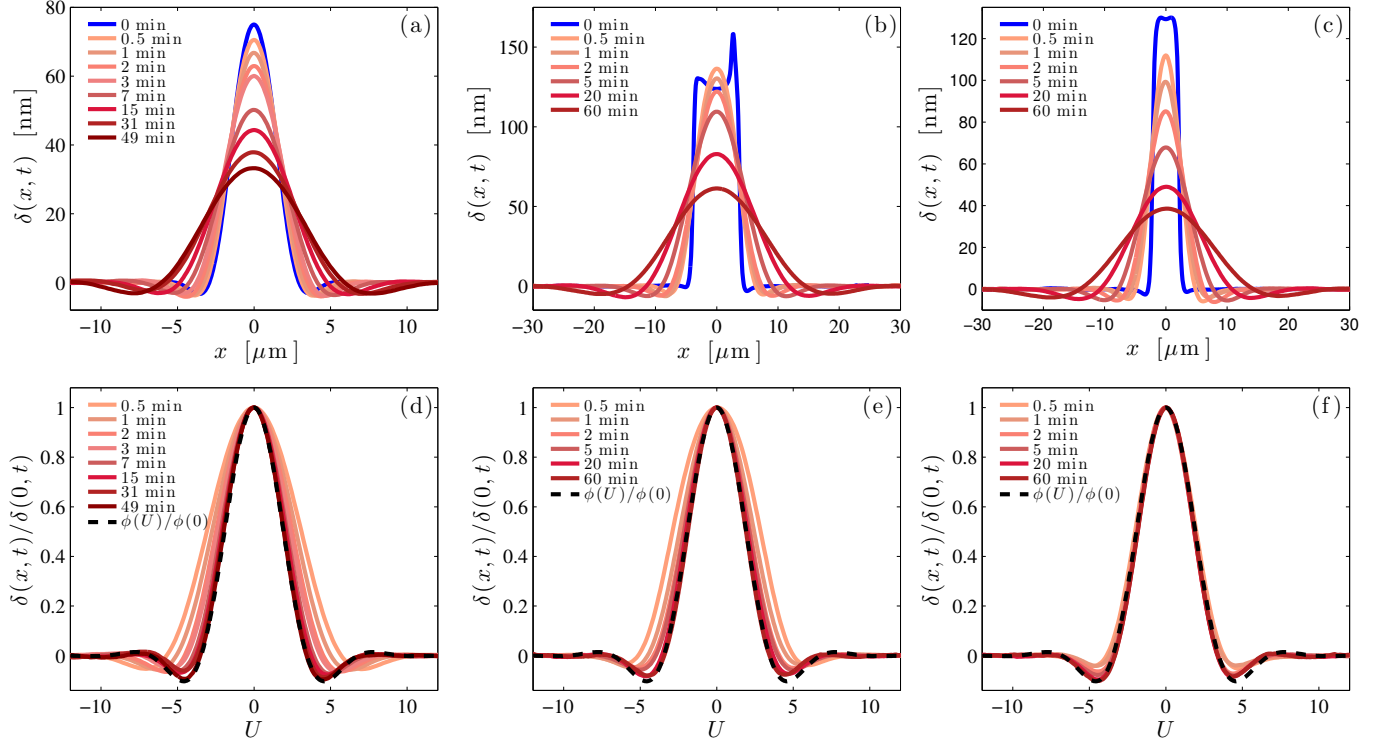 (a)
0 min
0.5 min
1 min
2 min
3 min
7 min
15 min
31 min
49 min
80
60
40
20
0
δ(x, t) [nm]
−10 −5 0 5 10
x [μm]
(b)
0 min
0.5 min
1 min
2 min
5 min
20 min
60 min
150
100
50
0
δ(x, t) [nm]
−30 −20 −10 0 10 20 30
x [μm]
(c)
0 min
0.5 min
1 min
2 min
5 min
20 min
60 min
120
100
80
60
40
20
0
δ(x, t) [nm]
−30 −20 −10 0 10 20 30
x [μm]
(d)
0.5 min
1 min
2 min
3 min
7 min
15 min
31 min
49 min
ϕ(U)/ϕ(0)
1
0.8
0.6
0.4
0.2
0
δ(x, t)/δ(0, t)
−10 −5 0 5 10
U
(e)
0.5 min
1 min
2 min
5 min
20 min
60 min
ϕ(U)/ϕ(0)
1
0.8
0.6
0.4
0.2
0
δ(x, t)/δ(0, t)
−10 −5 0 5 10
U
(f)
0.5 min
1 min
2 min
5 min
20 min
60 min
ϕ(U)/ϕ(0)
1
0.8
0.6
0.4
0.2
0
δ(x, t)/δ(0, t)
−10 −5 0 5 10
U